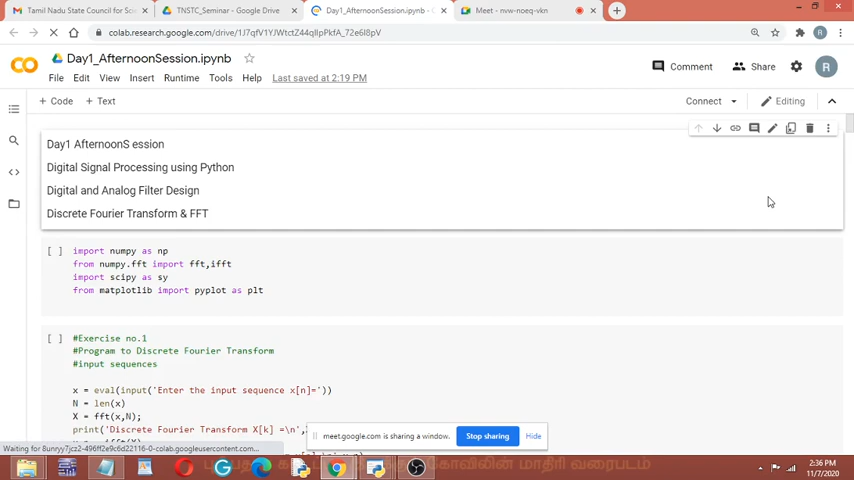 Tamil Nadu State Council for Scie
TNSTC_Seminar - Google Drive
Day1_AfternoonSession.ipynb - C
Meet - nvw-noeq-vkn
colab.research.google.com/drive/1J7qfV1YJWtctZ44qlIpPkfA_72e6l8pV
Day1_AfternoonSession.ipynb
Comment
Share
R
File Edit View Insert Runtime Tools Help Last saved at 2:19 PM
+ Code + Text
Connect
Editing
Day1 AfternoonS ession
Digital Signal Processing using Python
Digital and Analog Filter Design
Discrete Fourier Transform & FFT
[ ] import numpy as np
from numpy.fft import fft,ifft
import scipy as sy
from matplotlib import pyplot as plt
[ ] #Exercise no.1
#Program to Discrete Fourier Transform
#input sequences
x = eval(input('Enter the input sequence x[n]='))
N = len(x)
X = fft(x,N);
print('Discrete Fourier Transform X[k] =\n',
meet.google.com is sharing a window.
Stop sharing
Hide
2:36 PM
11/7/2020